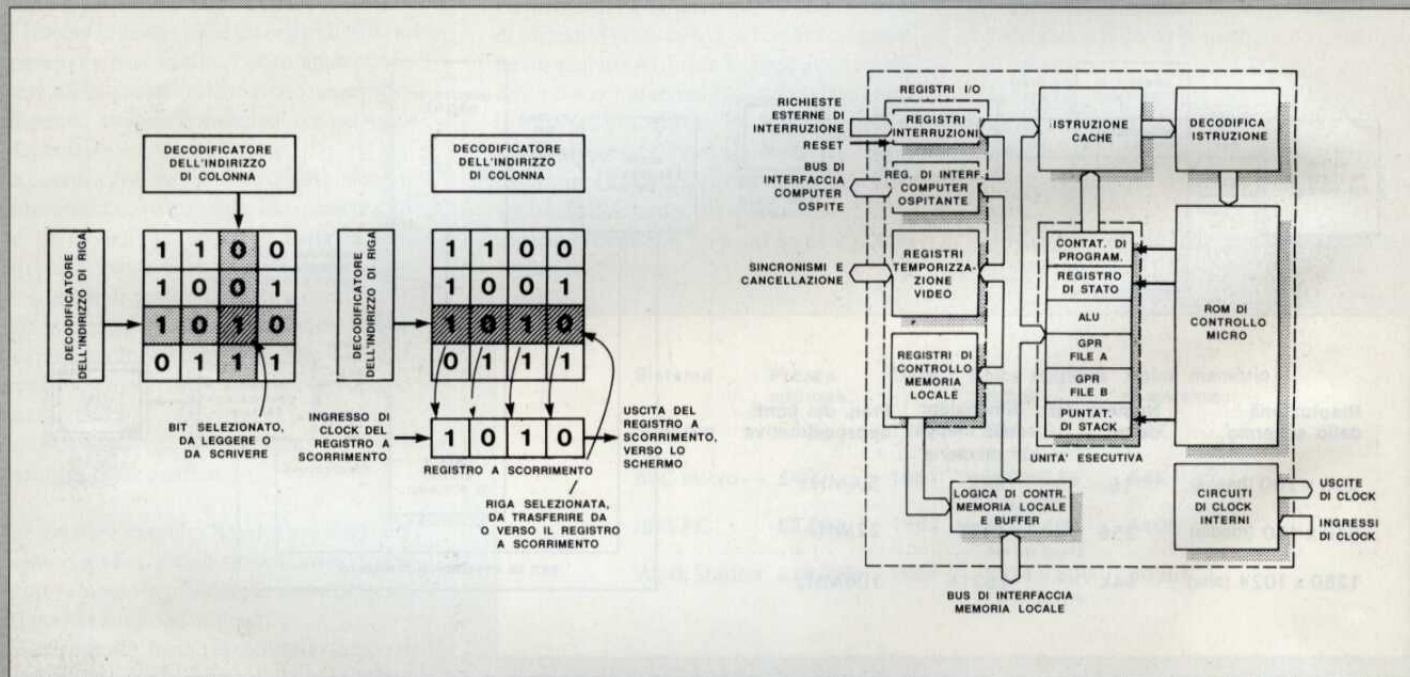 DECODIFICATORE
DELL'INDIRIZZO
DI COLONNA
DECODIFICATORE
DELL'INDIRIZZO DI RIGA
1 1 0 0
1 0 0 1
1 0 1 0
0 1 1 1
BIT SELEZIONATO,
DA LEGGERE O
DA SCRIVERE
DECODIFICATORE
DELL'INDIRIZZO
DI COLONNA
DECODIFICATORE
DELL'INDIRIZZO DI RIGA
1 1 0 0
1 0 0 1
1 0 1 0
0 1 1 1
INGRESSO DI
CLOCK DEL
REGISTRO A
SCORRIMENTO
1 0 1 0
REGISTRO A SCORRIMENTO
USCITA DEL
REGISTRO A
SCORRIMENTO,
VERSO LO
SCHERMO
RIGA SELEZIONATA,
DA TRASFERIRE DA
O VERSO IL REGISTRO
A SCORRIMENTO
RICHIESTE
ESTERNE DI
INTERRUZIONE
RESET
BUS DI
INTERFACCIA
COMPUTER
OSPITE
SINCRONISMI E
CANCELLAZIONE
REGISTRI I/O
REGISTRI
INTERRUZIONI
REG. DI INTERF.
COMPUTER
OSPITANTE
REGISTRI
TEMPORIZZA-
ZIONE
VIDEO
REGISTRI DI
CONTROLLO
MEMORIA
LOCALE
ISTRUZIONE
CACHE
DECODIFICA
ISTRUZIONE
CONTAT. DI
PROGRAM.
REGISTRO
DI STATO
ALU
GPR
FILE A
GPR
FILE B
PUNTAT.
DI STACK
UNITA' ESECUTIVA
ROM DI
CONTROLLO
MICRO
LOGICA DI CONTR.
MEMORIA LOCALE
E BUFFER
BUS DI INTERFACCIA
MEMORIA LOCALE
CIRCUITI
DI CLOCK
INTERNI
USCITE
DI CLOCK
INGRESSI
DI CLOCK